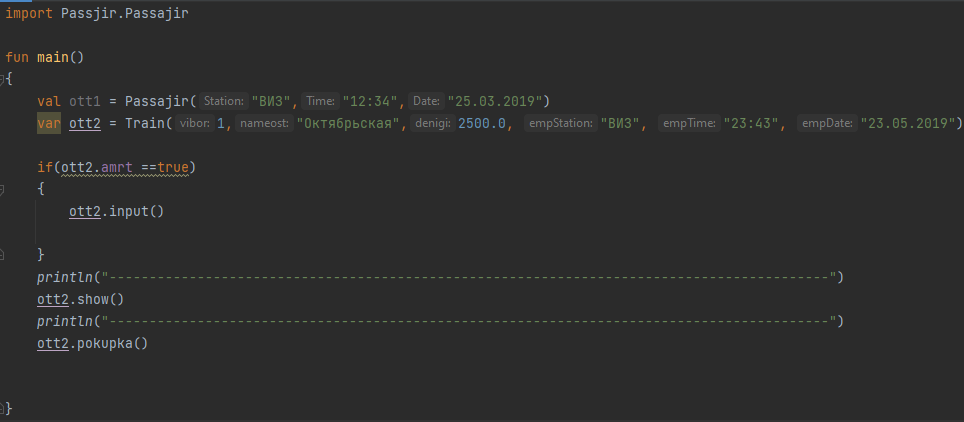 import Passjir.Passajir
fun main()
{
val ott1 = Passajir( Station: "ВИЗ", Time: "12:34", Date: "25.03.2019")
var ott2 = Train( vibor: 1, nameost: "Октябрьская", denigi: 2500.0, empStation: "ВИЗ", empTime: "23:43", empDate: "23.05.2019")
if(ott2.amrt ==true)
{
ott2.input()
}
println("------------------------------------------------------------------------------------------")
ott2.show()
println("------------------------------------------------------------------------------------------")
ott2.pokupka()
}